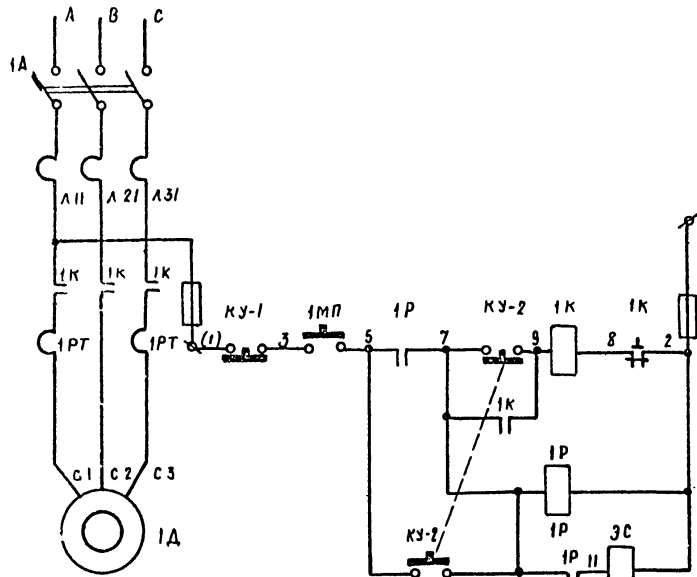 А В С
1А
Л11 Л21 Л31
1К 1К 1К
КУ-1 1МП 1Р КУ-2 1К 1К
1РТ 1РТ (1) 3 5 7 9 8 2
1К
С1 С2 С3
1Р
1Д
КУ-2 1Р ЭС
1Р 11